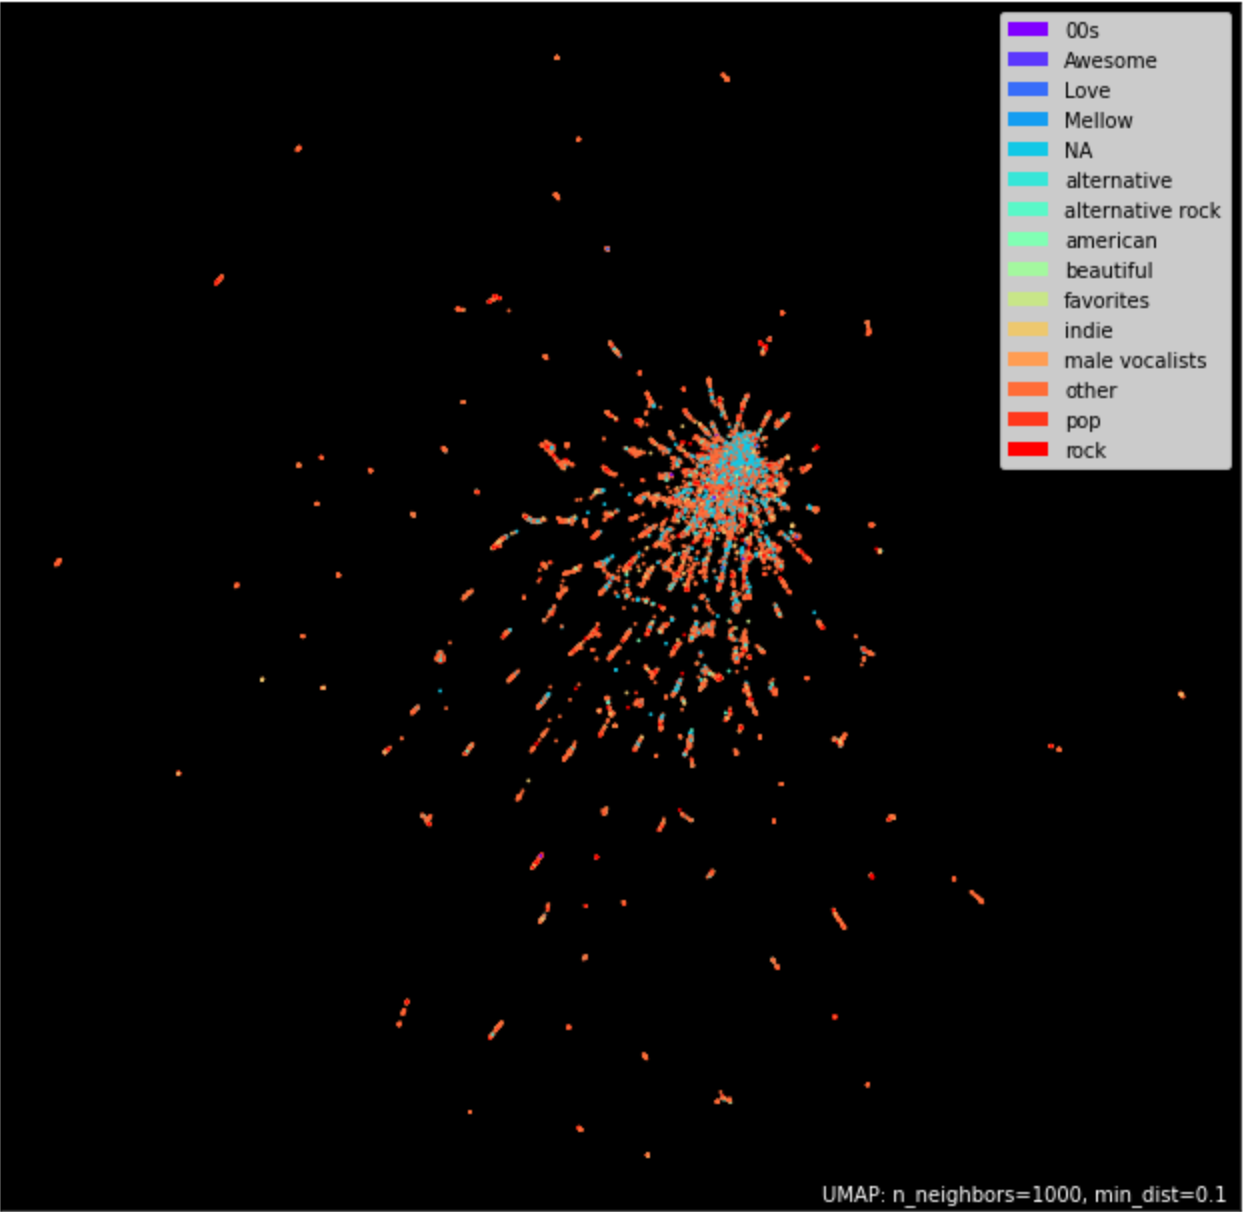 00s
Awesome
Love
Mellow
NA
alternative
alternative rock
american
beautiful
favorites
indie
male vocalists
other
pop
rock
UMAP: n_neighbors=1000, min_dist=0.1